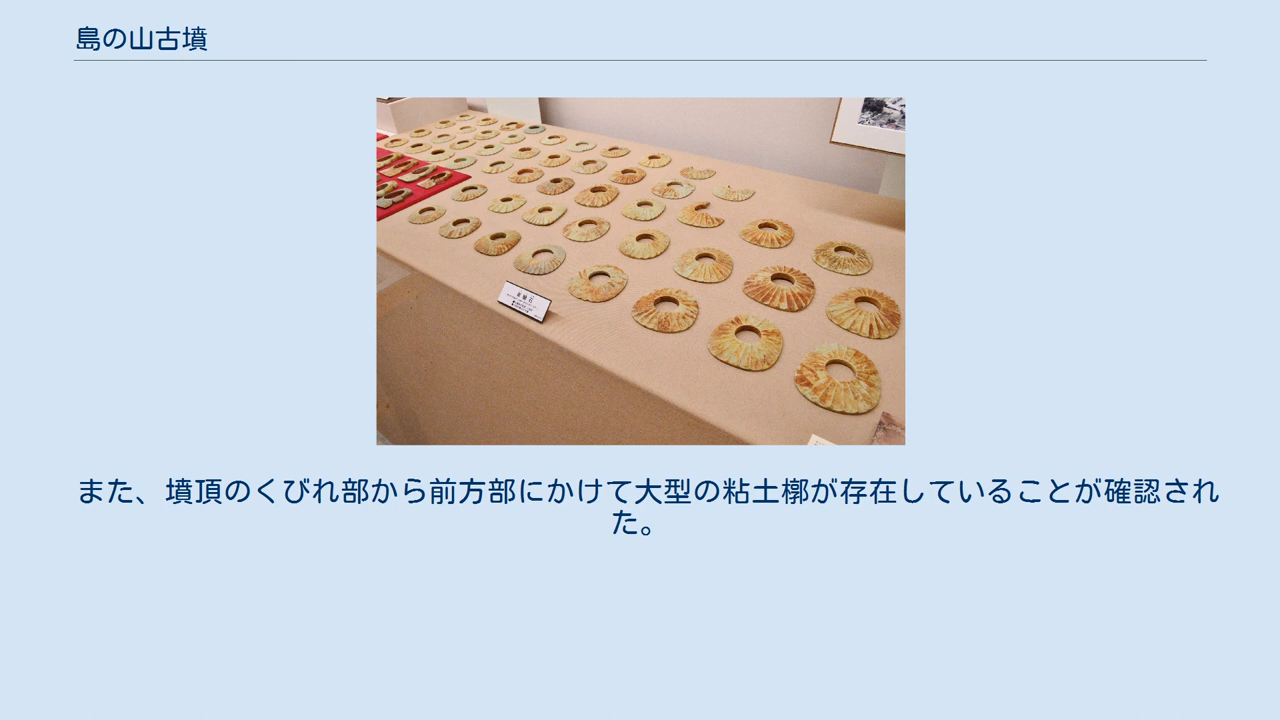 島の山古墳
また、墳頂のくびれ部から前方部にかけて大型の粘土槨が存在していることが確認され
た。